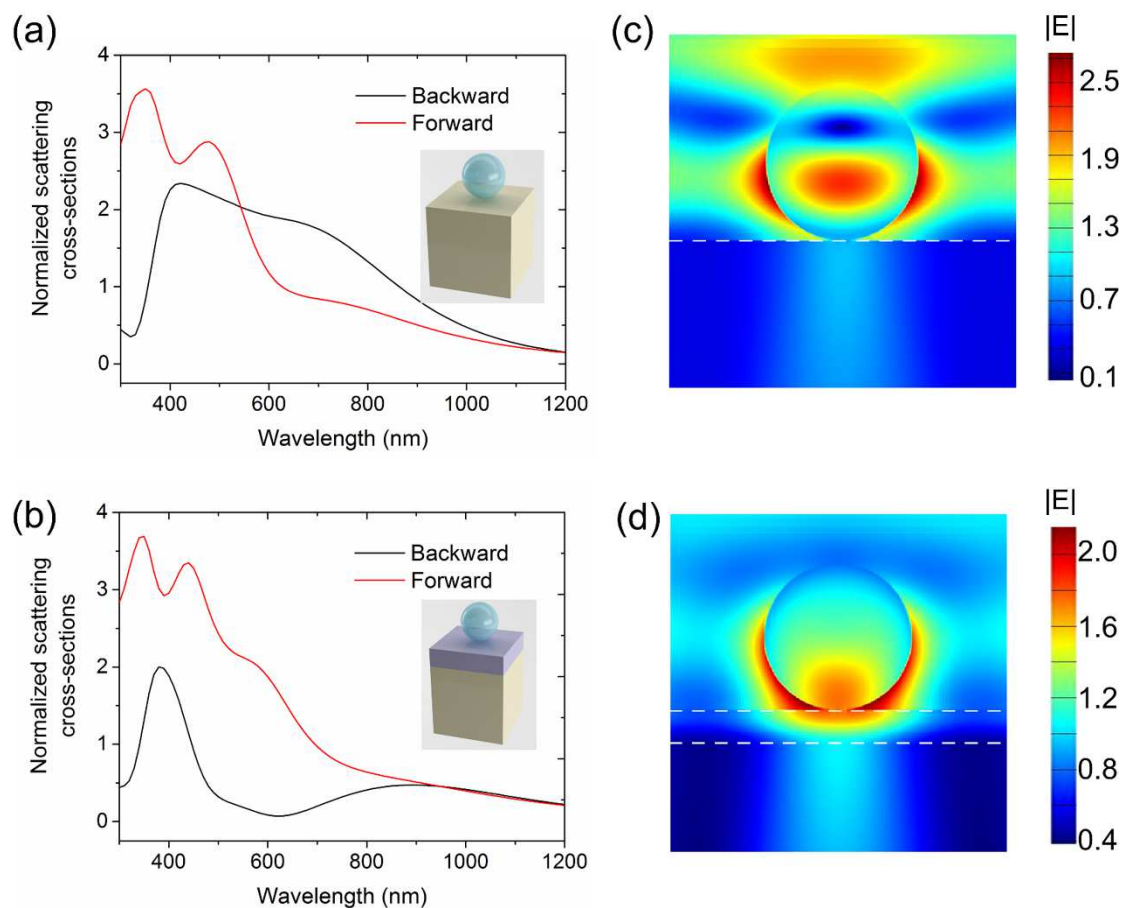 (a)
Normalized scattering
cross-sections
4
3
2
1
0
Backward
Forward
400 600 800 1000 1200
Wavelength (nm)
(c)
|E|
2.5
1.9
1.3
0.7
0.1
(b)
Normalized scattering
cross-sections
4
3
2
1
0
Backward
Forward
400 600 800 1000 1200
Wavelength (nm)
(d)
|E|
2.0
1.6
1.2
0.8
0.4